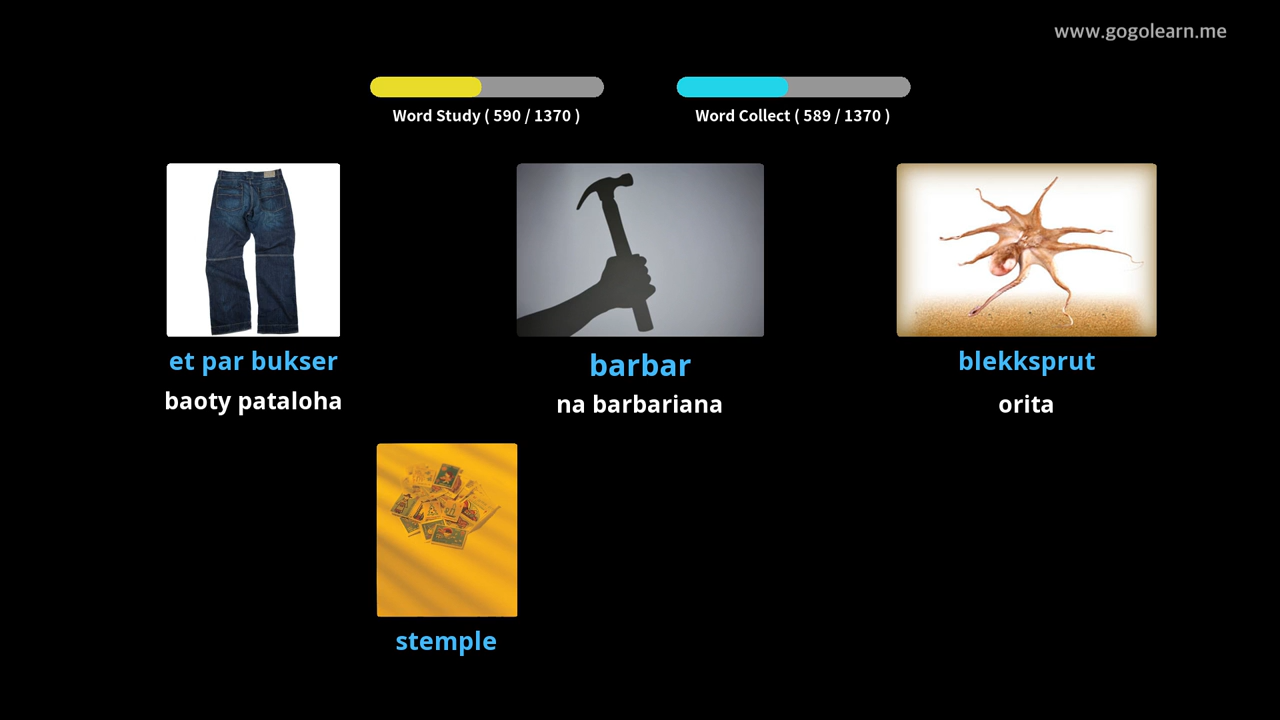 www.gogolearn.me
Word Study ( 590 / 1370 )
Word Collect ( 589 / 1370 )
et par bukser
baoty pataloha
barbar
na barbariana
blekksprut
orita
stemple